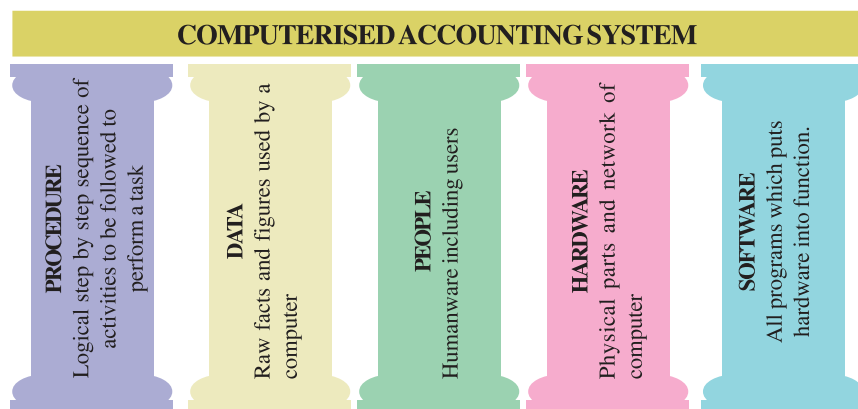 COMPUTERISED ACCOUNTING SYSTEM
PROCEDURE
Logical step by step sequence of
activities to be followed to
perform a task
DATA
Raw facts and figures used by a
computer
PEOPLE
Humanware including users
HARDWARE
Physical parts and network of
computer
SOFTWARE
All programs which puts
hardware into function.